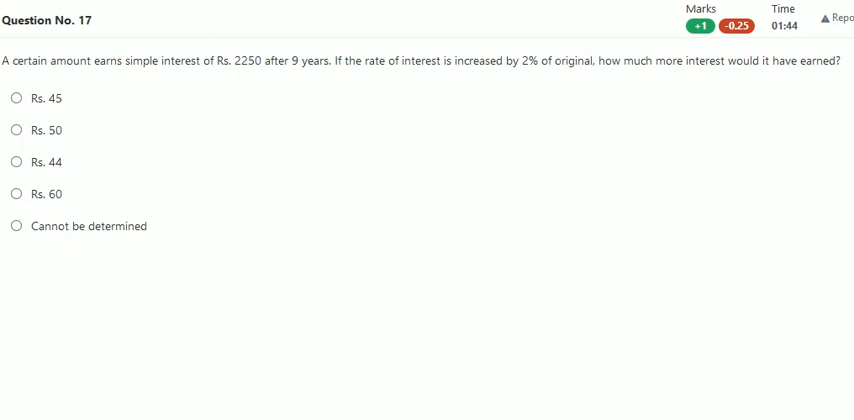 Question No. 17
Marks
Time
+1
-0.25
01:44
A certain amount earns simple interest of Rs. 2250 after 9 years. If the rate of interest is increased by 2% of original, how much more interest would it have earned?
Rs. 45
Rs. 50
Rs. 44
Rs. 60
Cannot be determined